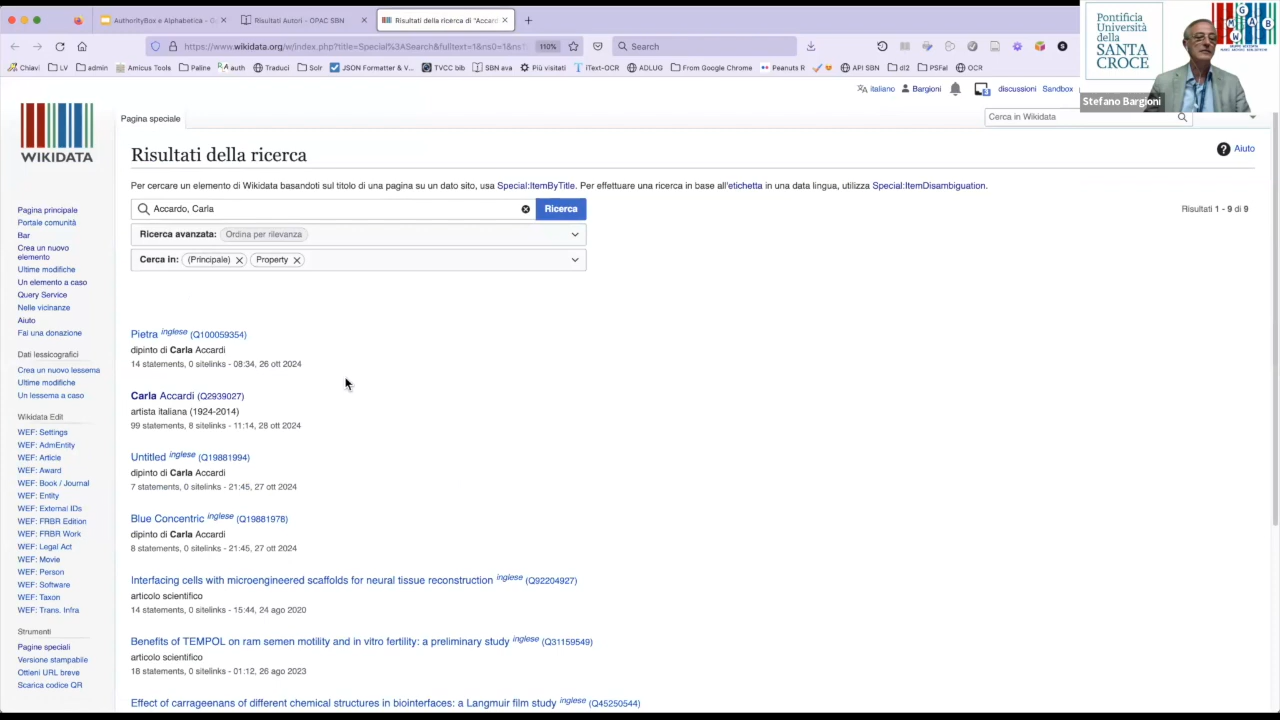 AuthorityBox e Alphabetica - G
Risultati Autori - OPAC SBN
Risultati della ricerca di "Accard
https://www.wikidata.org/w/index.php?title=Special%3ASearch&fulltext=1&ns0=1&ns
110%
Search
Chiavi
LV
admin
Amicus Tools
Paline
auth
Traduci
Solr
JSON Formatter & V...
TVCC bib
SBN ava
Più visitati
iText-OCR
ADLUG
From Google Chrome
Peanuts R
API SBN
dl2
PSFal
OCR
Pontificia
Università
della
SANTA
CROCE
Stefano Bargioni
italiano
Bargioni
3
discussioni
Sandbox
WIKIDATA
Pagina speciale
Cerca in Wikidata
Risultati della ricerca
Aiuto
Per cercare un elemento di Wikidata basandoti sul titolo di una pagina su un dato sito, usa Special:ItemByTitle. Per effettuare una ricerca in base all'etichetta in una data lingua, utilizza Special:ItemDisambiguation.
Accardo, Carla
Ricerca
Risultati 1 - 9 di 9
Ricerca avanzata: Ordina per rilevanza
Cerca in: (Principale) Property
Pagina principale
Portale comunità
Bar
Crea un nuovo
elemento
Ultime modifiche
Un elemento a caso
Query Service
Nelle vicinanze
Aiuto
Fai una donazione
Dati lessicografici
Crea un nuovo lessema
Ultime modifiche
Un lessema a caso
Wikidata Edit
WEF: Settings
WEF: AdmEntity
WEF: Article
WEF: Award
WEF: Book / Journal
WEF: Entity
WEF: External IDs
WEF: FRBR Edition
WEF: FRBR Work
WEF: Legal Act
WEF: Movie
WEF: Person
WEF: Software
WEF: Taxon
WEF: Trans. Infra
Strumenti
Pagine speciali
Versione stampabile
Ottieni URL breve
Scarica codice QR
Pietra inglese (Q100059354)
dipinto di Carla Accardi
14 statements, 0 sitelinks - 08:34, 26 ott 2024
Carla Accardi (Q2939027)
artista italiana (1924-2014)
99 statements, 8 sitelinks - 11:14, 28 ott 2024
Untitled inglese (Q19881994)
dipinto di Carla Accardi
7 statements, 0 sitelinks - 21:45, 27 ott 2024
Blue Concentric inglese (Q19881978)
dipinto di Carla Accardi
8 statements, 0 sitelinks - 21:45, 27 ott 2024
Interfacing cells with microengineered scaffolds for neural tissue reconstruction inglese (Q92204927)
articolo scientifico
14 statements, 0 sitelinks - 15:44, 24 ago 2020
Benefits of TEMPOL on ram semen motility and in vitro fertility: a preliminary study inglese (Q31159549)
articolo scientifico
18 statements, 0 sitelinks - 01:12, 26 ago 2023
Effect of carrageenans of different chemical structures in biointerfaces: a Langmuir film study inglese (Q45250544)